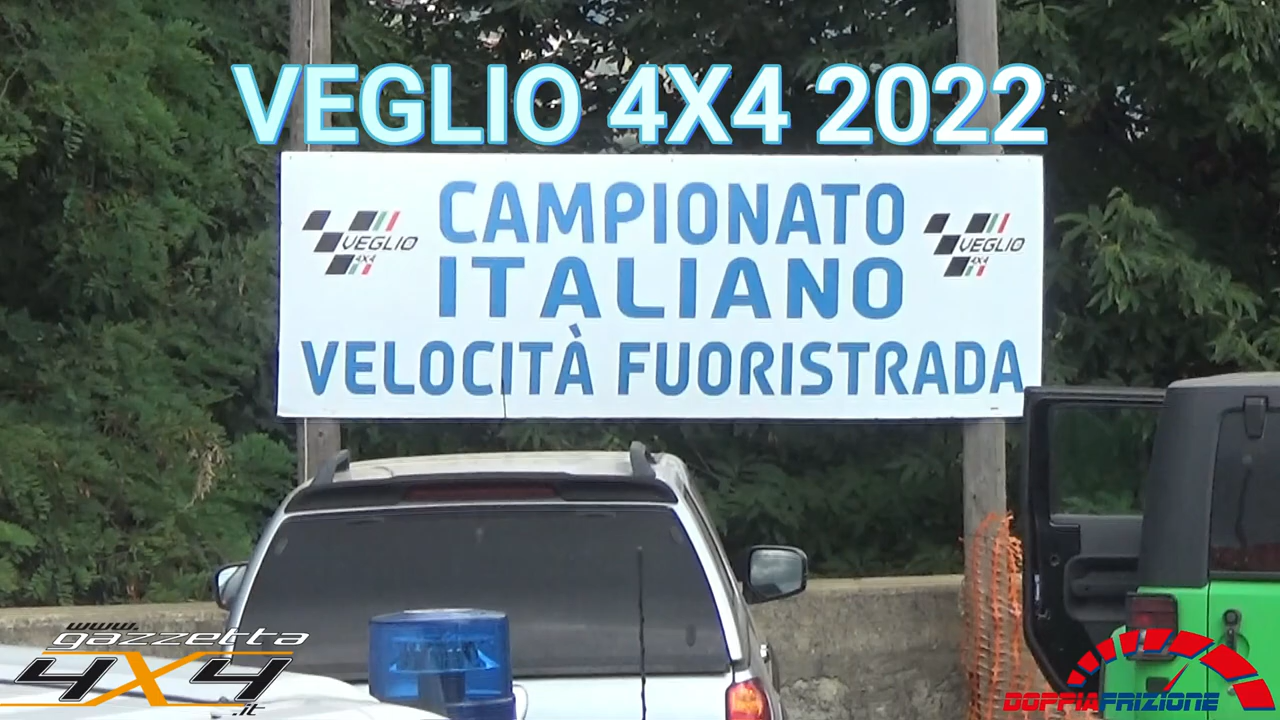 VEGLIO 4X4 2022
CAMPIONATO
ITALIANO
VELOCITÀ FUORISTRADA
VEGLIO
4X4
VEGLIO
4X4
www.
gazzetta
4X4
.it
DOPPIAFRIZIONE